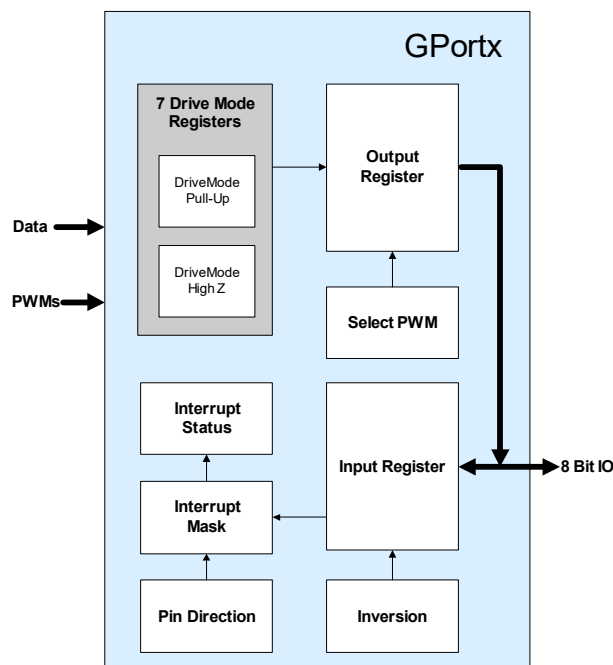 GPortx
7 Drive Mode
Registers
DriveMode
Pull-Up
DriveMode
High Z
Output
Register
Data
PWMs
Select PWM
Interrupt
Status
Input Register
8 Bit IO
Interrupt
Mask
Pin Direction
Inversion